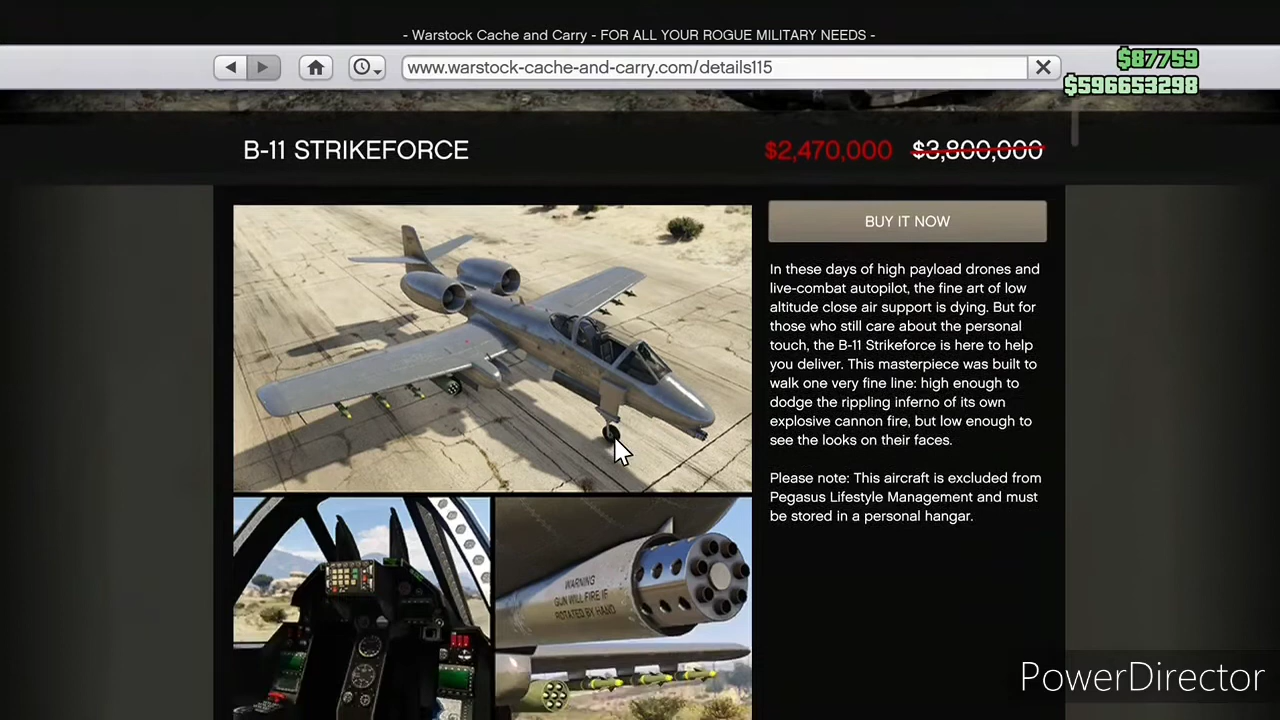 - Warstock Cache and Carry - FOR ALL YOUR ROGUE MILITARY NEEDS -
www.warstock-cache-and-carry.com/details115
$87759
$596653298
B-11 STRIKEFORCE
$2,470,000 $3,800,000
BUY IT NOW
In these days of high payload drones and
live-combat autopilot, the fine art of low
altitude close air support is dying. But for
those who still care about the personal
touch, the B-11 Strikeforce is here to help
you deliver. This masterpiece was built to
walk one very fine line: high enough to
dodge the rippling inferno of its own
explosive cannon fire, but low enough to
see the looks on their faces.
Please note: This aircraft is excluded from
Pegasus Lifestyle Management and must
be stored in a personal hangar.
WARNING
GUN WILL FIRE IF
ROTATED BY HAND
PowerDirector